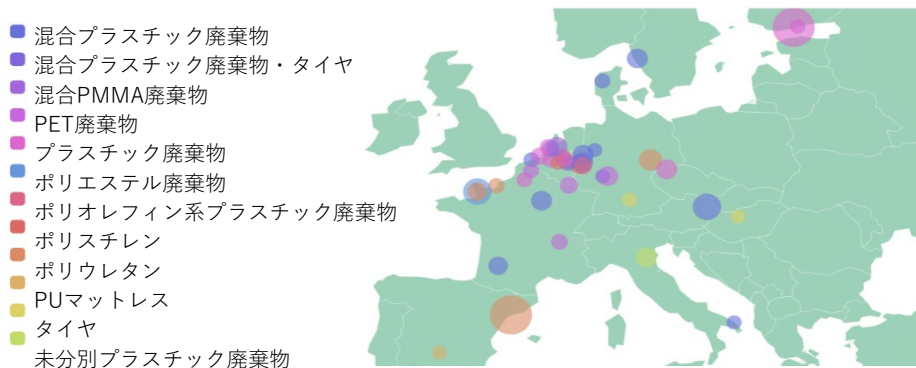 混合プラスチック廃棄物
混合プラスチック廃棄物・タイヤ
混合PMMA廃棄物
PET廃棄物
プラスチック廃棄物
ポリエステル廃棄物
ポリオレフィン系プラスチック廃棄物
ポリスチレン
ポリウレタン
PUマットレス
タイヤ
未分別プラスチック廃棄物